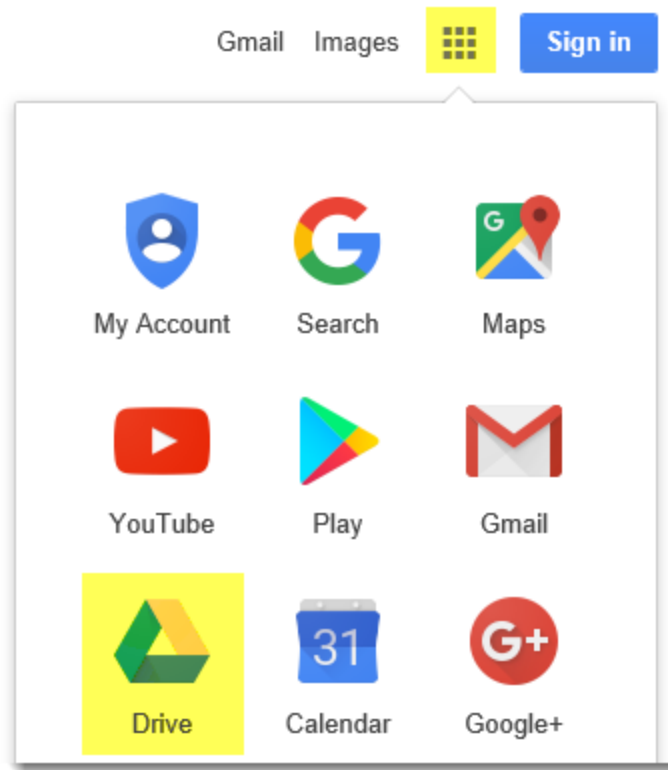 Gmail Images Sign in
G
My Account Search Maps
YouTube Play Gmail
31 G+
Drive Calendar Google+